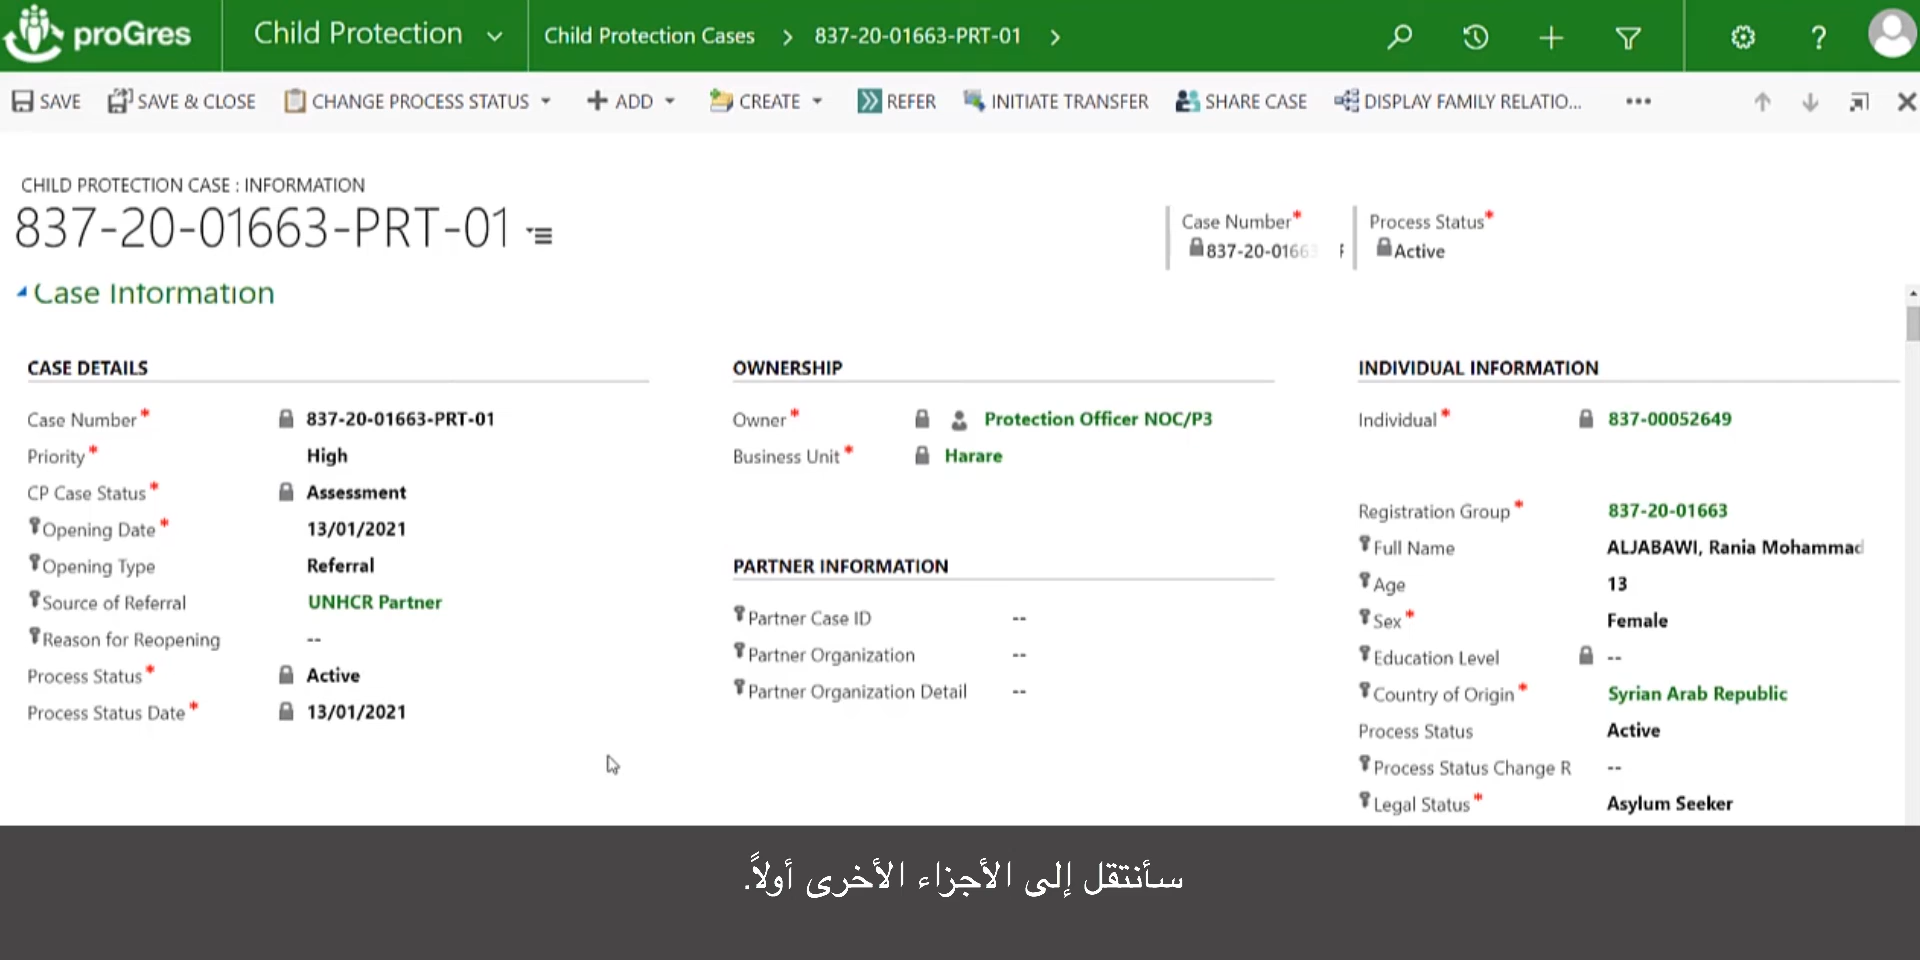 proGres
Child Protection
Child Protection Cases > 837-20-01663-PRT-01 >
SAVE
SAVE & CLOSE
CHANGE PROCESS STATUS
ADD
CREATE
REFER
INITIATE TRANSFER
SHARE CASE
DISPLAY FAMILY RELATIO...
CHILD PROTECTION CASE : INFORMATION
837-20-01663-PRT-01
Case Number*
837-20-01663
Process Status*
Active
Case Information
CASE DETAILS
Case Number* 837-20-01663-PRT-01
Priority* High
CP Case Status* Assessment
Opening Date* 13/01/2021
Opening Type Referral
Source of Referral UNHCR Partner
Reason for Reopening --
Process Status* Active
Process Status Date* 13/01/2021
OWNERSHIP
Owner* Protection Officer NOC/P3
Business Unit* Harare
PARTNER INFORMATION
Partner Case ID --
Partner Organization --
Partner Organization Detail --
INDIVIDUAL INFORMATION
Individual* 837-00052649
Registration Group* 837-20-01663
Full Name ALJABAWI, Rania Mohammad
Age 13
Sex* Female
Education Level --
Country of Origin* Syrian Arab Republic
Process Status Active
Process Status Change R --
Legal Status* Asylum Seeker
سأنتقل إلى الأجزاء الأخرى أولاً.